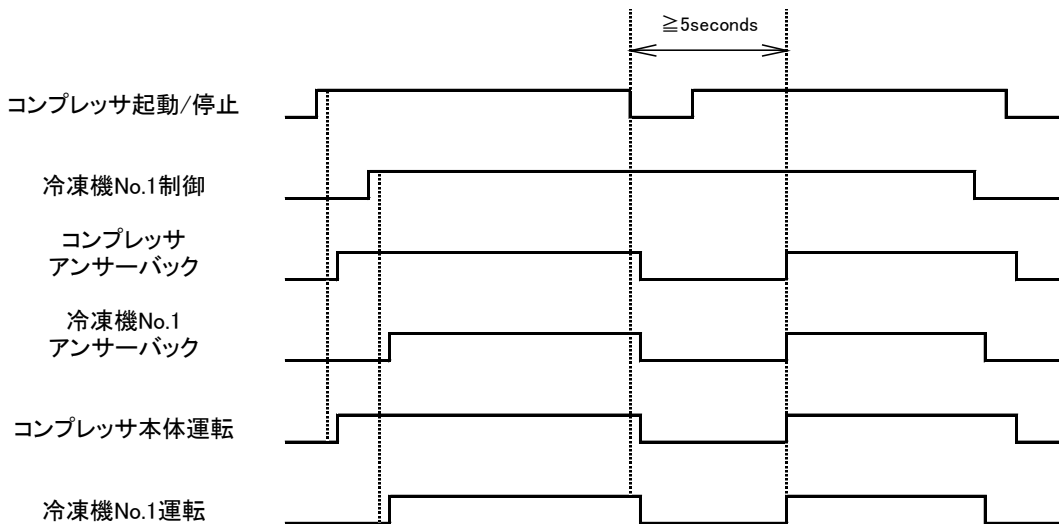 ≧5seconds
コンプレッサ起動/停止
冷凍機No.1制御
コンプレッサ
アンサーバック
冷凍機No.1
アンサーバック
コンプレッサ本体運転
冷凍機No.1運転